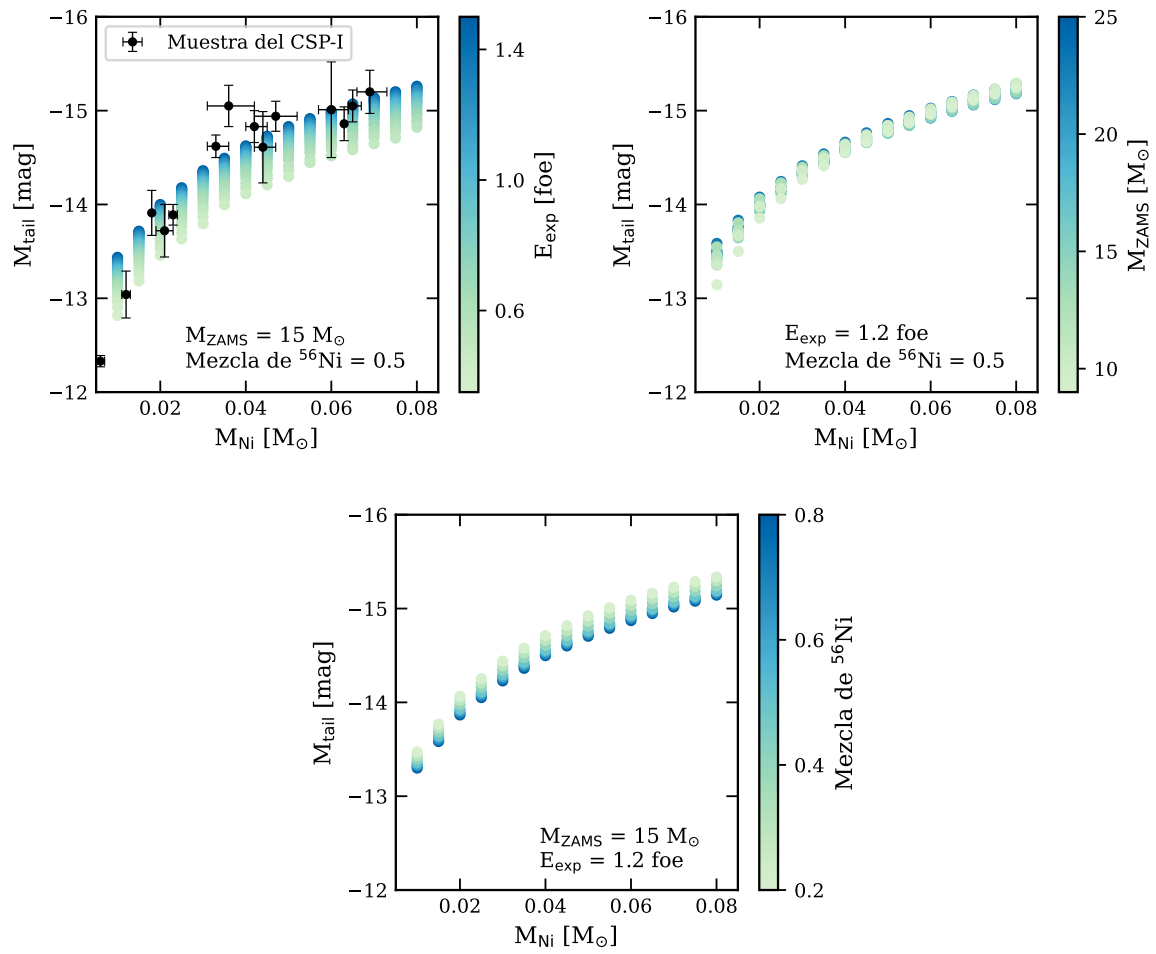 −16
−15
−14
−13
−12
M_tail [mag]
Muestra del CSP-I
M_ZAMS = 15 M_⊙
Mezcla de ^56Ni = 0.5
0.02 0.04 0.06 0.08
M_Ni [M_⊙]
1.4
1.0
0.6
E_exp [foe]
−16
−15
−14
−13
−12
M_tail [mag]
E_exp = 1.2 foe
Mezcla de ^56Ni = 0.5
0.02 0.04 0.06 0.08
M_Ni [M_⊙]
25
20
15
10
M_ZAMS [M_⊙]
−16
−15
−14
−13
−12
M_tail [mag]
M_ZAMS = 15 M_⊙
E_exp = 1.2 foe
0.02 0.04 0.06 0.08
M_Ni [M_⊙]
0.8
0.6
0.4
0.2
Mezcla de ^56Ni